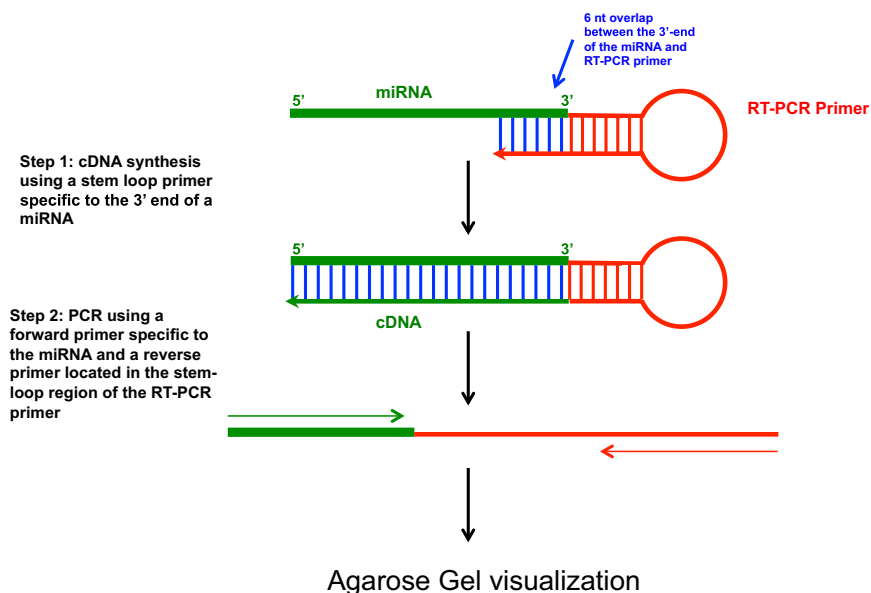 6 nt overlap
between the 3’-end
of the miRNA and
RT-PCR primer
5’
miRNA
3’
RT-PCR Primer
Step 1: cDNA synthesis
using a stem loop primer
specific to the 3’ end of a
miRNA
5’
3’
cDNA
Step 2: PCR using a
forward primer specific to
the miRNA and a reverse
primer located in the stem-
loop region of the RT-PCR
primer
Agarose Gel visualization